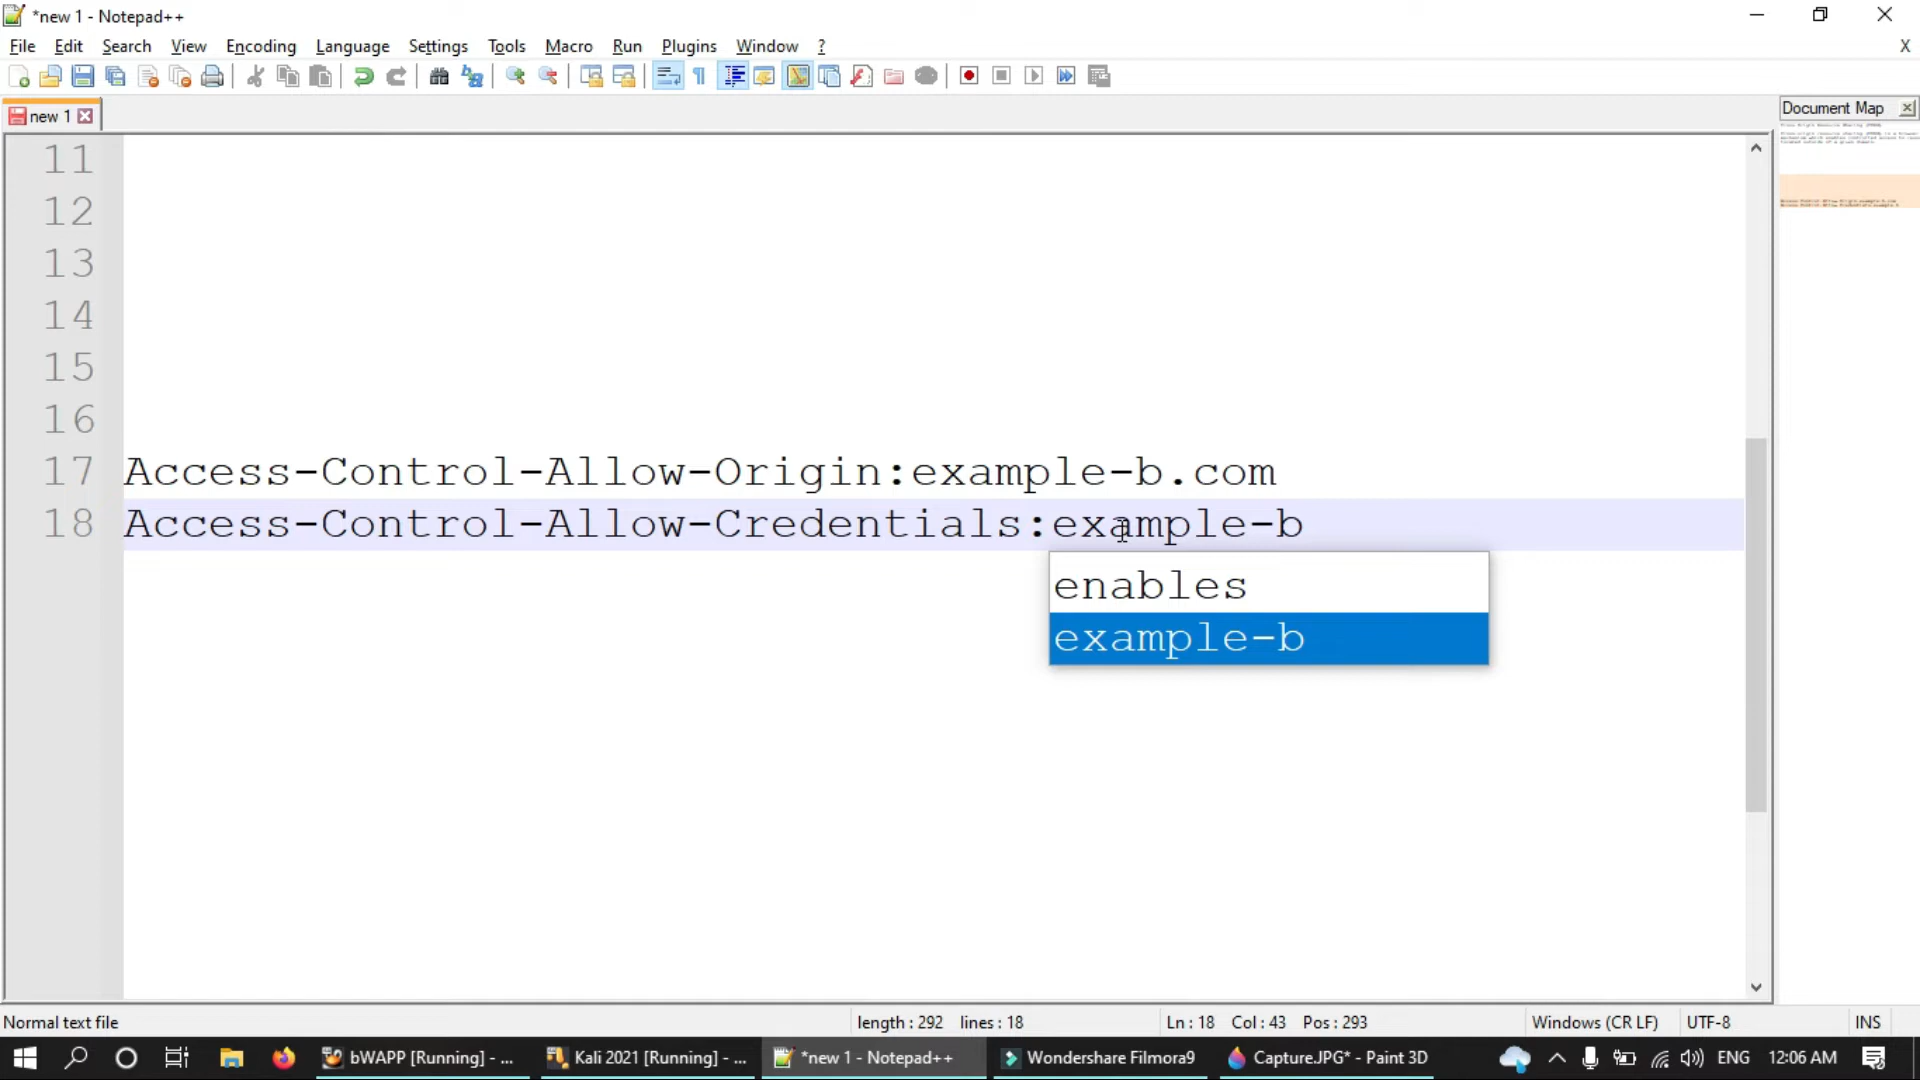 *new 1 - Notepad++
File Edit Search View Encoding Language Settings Tools Macro Run Plugins Window ? X
new 1
Document Map
11
12
13
14
15
16
17 Access-Control-Allow-Origin:example-b.com
18 Access-Control-Allow-Credentials:example-b
enables
example-b
Normal text file length : 292 lines : 18 Ln : 18 Col : 43 Pos : 293 Windows (CR LF) UTF-8 INS
bWAPP [Running] - ... Kali 2021 [Running] - ... *new 1 - Notepad++ Wondershare Filmora9 Capture.JPG* - Paint 3D ENG 12:06 AM